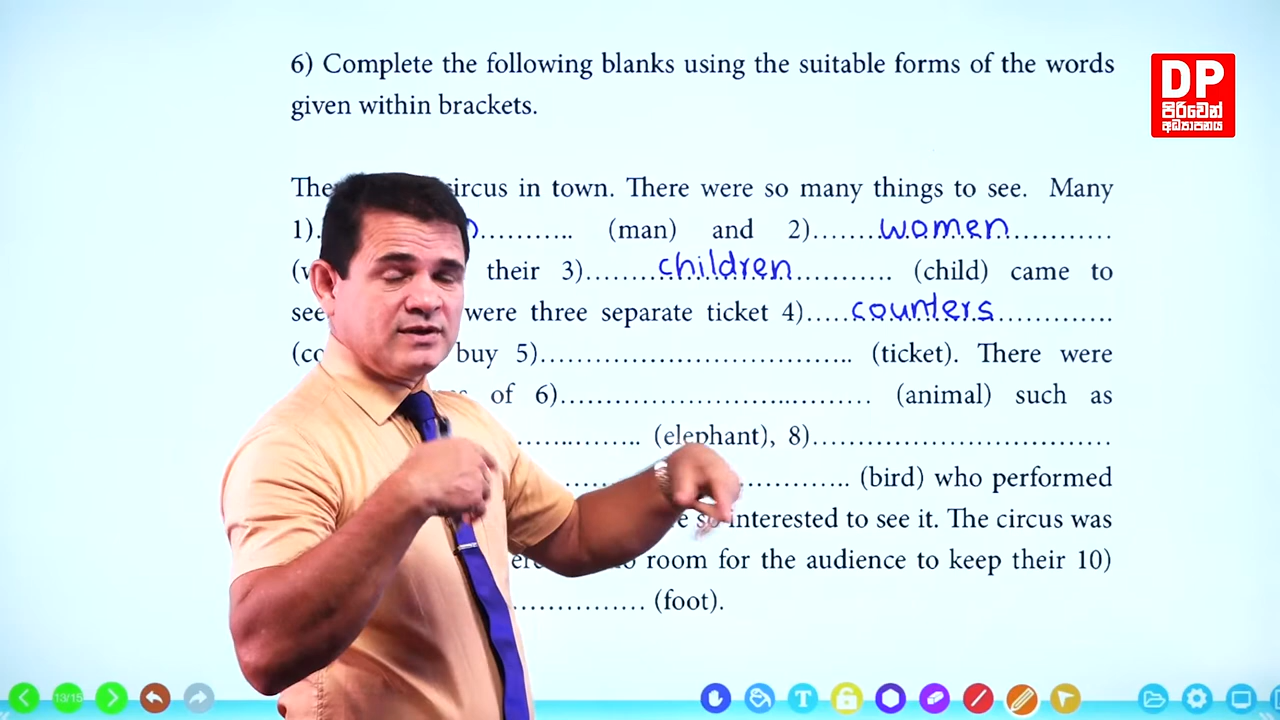 6) Complete the following blanks using the suitable forms of the words
given within brackets.
DP
පිරිවෙන්
අධ්‍යාපනය
circus in town. There were so many things to see. Many
1). ……….. (man) and 2)…… women …………
their 3)…… children ………. (child) came to
see were three separate ticket 4)…. counters ……….
buy 5)…………………………….. (ticket). There were
of 6)…………………...……… (animal) such as
………..…….. (elephant), 8)…………………………
………….. (bird) who performed
so interested to see it. The circus was
room for the audience to keep their 10)
…………… (foot).
13/15
T